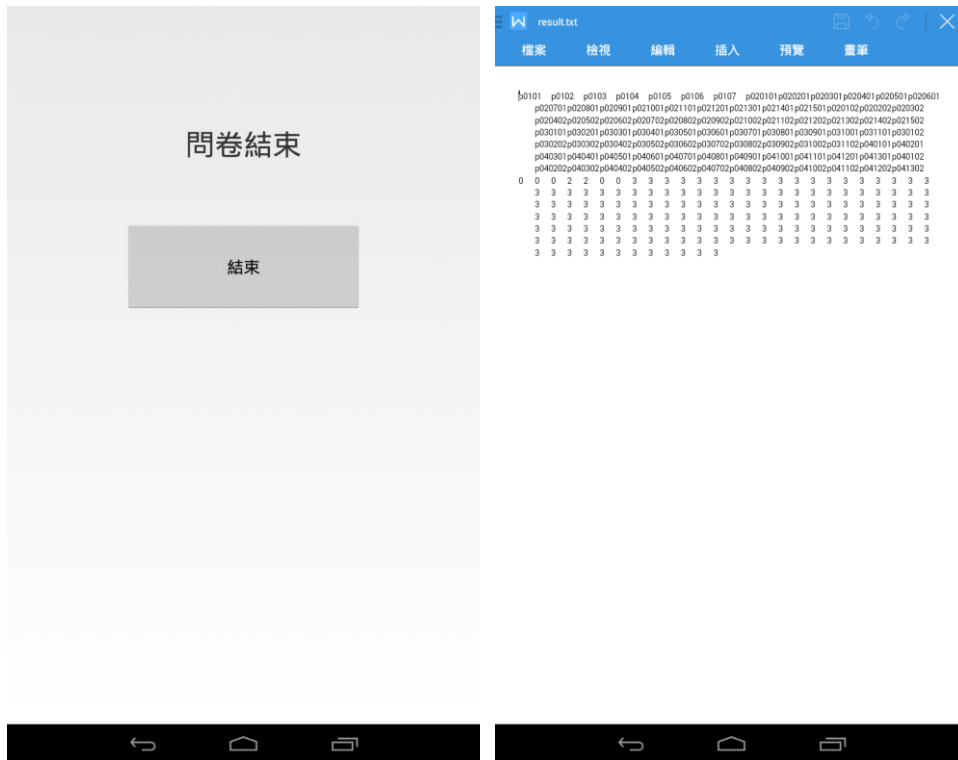 問卷結束
結束
result.txt
檔案 檢視 編輯 插入 預覽 畫筆
p0101 p0102 p0103 p0104 p0105 p0106 p0107 p020101p020201p020301p020401p020501p020601
p020701p020801p020901p021001p021101p021201p021301p021401p021501p020102p020202p020302
p020402p020502p020602p020702p020802p020902p021002p021102p021202p021302p021402p021502
p030101p030201p030301p030401p030501p030601p030701p030801p030901p031001p031101p030102
p030202p030302p030402p030502p030602p030702p030802p030902p031002p031102p040101p040201
p040301p040401p040501p040601p040701p040801p040901p041001p041101p041201p041301p040102
p040202p040302p040402p040502p040602p040702p040802p040902p041002p041102p041202p041302
0 0 0 2 2 0 0 3 3 3 3 3 3 3 3 3 3 3 3 3 3 3 3 3 3 3
3 3 3 3 3 3 3 3 3 3 3 3 3 3 3 3 3 3 3 3 3 3 3 3 3
3 3 3 3 3 3 3 3 3 3 3 3 3 3 3 3 3 3 3 3 3 3 3 3 3
3 3 3 3 3 3 3 3 3 3 3 3 3 3 3 3 3 3 3 3 3 3 3 3 3
3 3 3 3 3 3 3 3 3 3 3 3 3 3 3 3 3 3 3 3 3 3 3 3 3
3 3 3 3 3 3 3 3 3 3 3 3 3 3 3 3 3 3 3 3 3 3 3 3 3
3 3 3 3 3 3 3 3 3 3 3 3